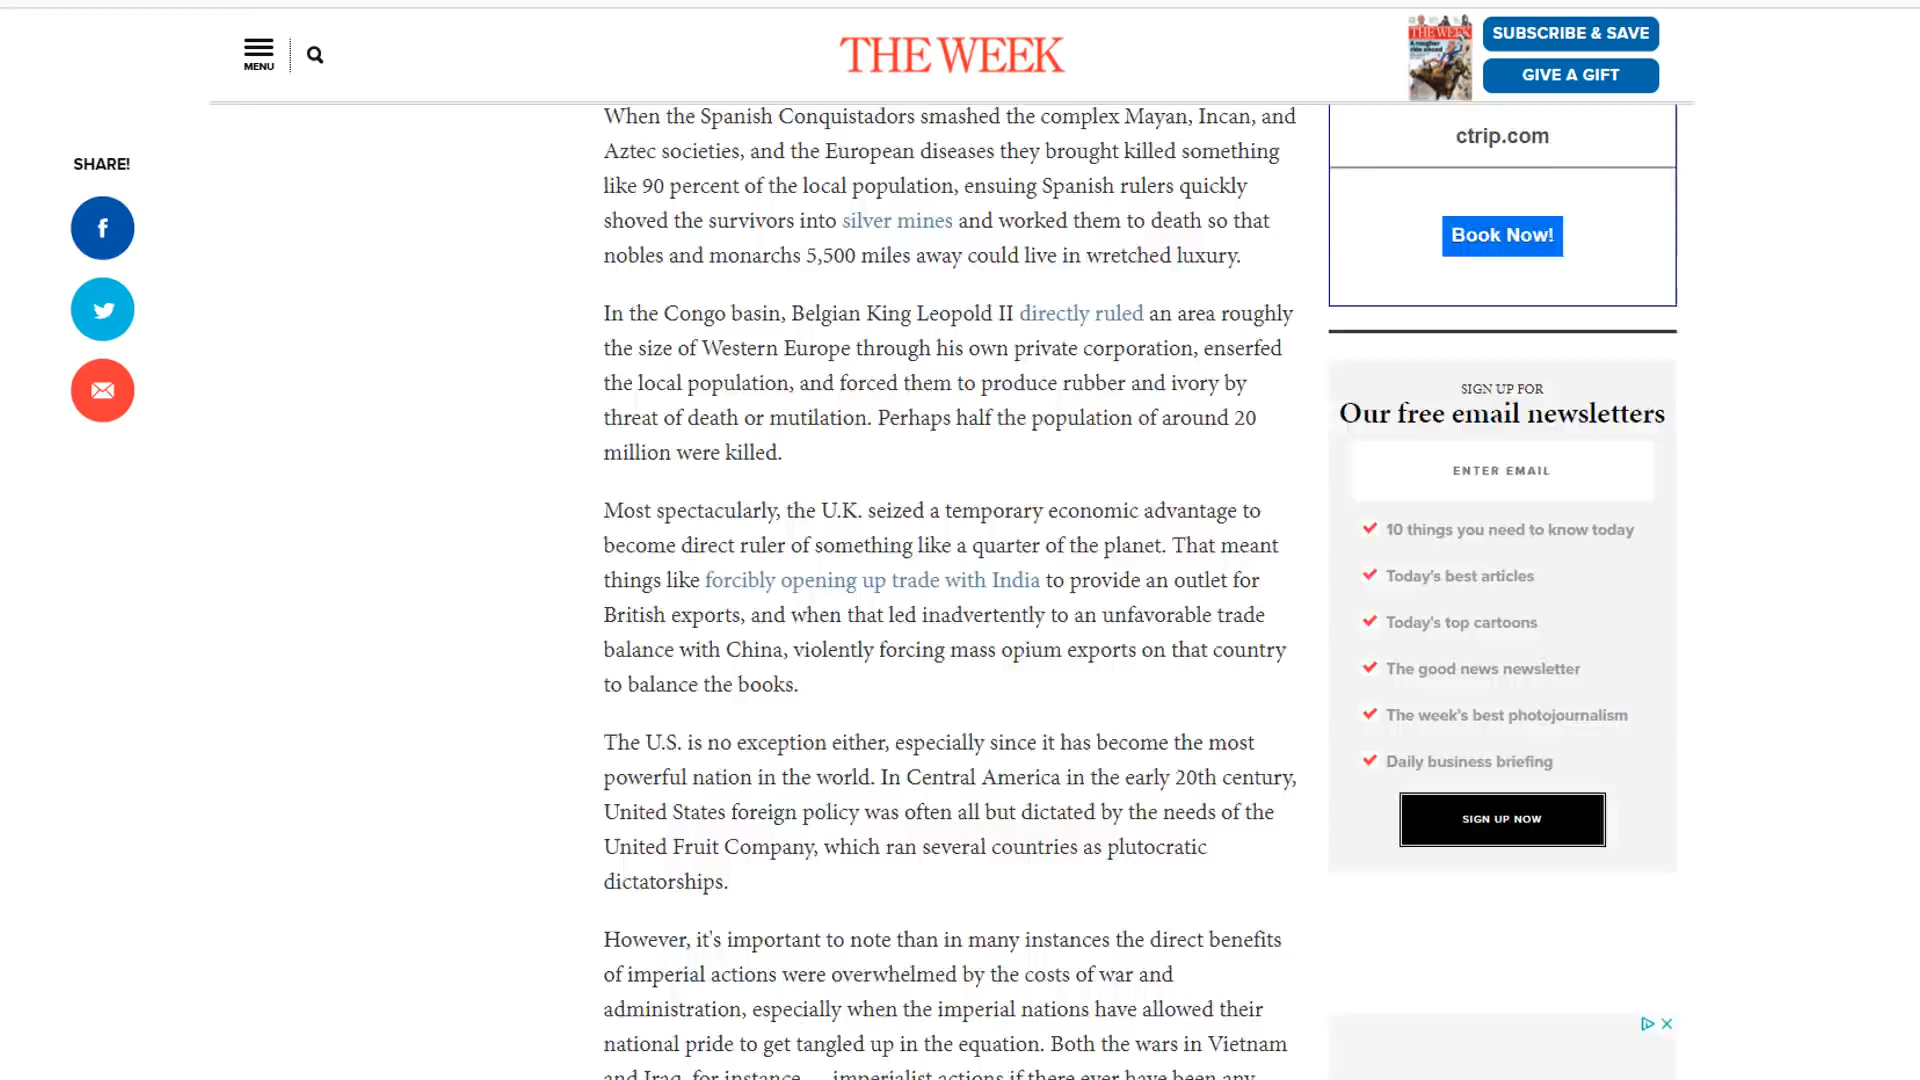 MENU
THE WEEK
THE WEEK
SUBSCRIBE & SAVE
GIVE A GIFT
SHARE!
When the Spanish Conquistadors smashed the complex Mayan, Incan, and
Aztec societies, and the European diseases they brought killed something
like 90 percent of the local population, ensuing Spanish rulers quickly
shoved the survivors into silver mines and worked them to death so that
nobles and monarchs 5,500 miles away could live in wretched luxury.
In the Congo basin, Belgian King Leopold II directly ruled an area roughly
the size of Western Europe through his own private corporation, enserfed
the local population, and forced them to produce rubber and ivory by
threat of death or mutilation. Perhaps half the population of around 20
million were killed.
Most spectacularly, the U.K. seized a temporary economic advantage to
become direct ruler of something like a quarter of the planet. That meant
things like forcibly opening up trade with India to provide an outlet for
British exports, and when that led inadvertently to an unfavorable trade
balance with China, violently forcing mass opium exports on that country
to balance the books.
The U.S. is no exception either, especially since it has become the most
powerful nation in the world. In Central America in the early 20th century,
United States foreign policy was often all but dictated by the needs of the
United Fruit Company, which ran several countries as plutocratic
dictatorships.
However, it's important to note than in many instances the direct benefits
of imperial actions were overwhelmed by the costs of war and
administration, especially when the imperial nations have allowed their
national pride to get tangled up in the equation. Both the wars in Vietnam
and Iraq, for instance — imperialist actions if there ever have been any
ctrip.com
Book Now!
SIGN UP FOR
Our free email newsletters
ENTER EMAIL
10 things you need to know today
Today's best articles
Today's top cartoons
The good news newsletter
The week's best photojournalism
Daily business briefing
SIGN UP NOW